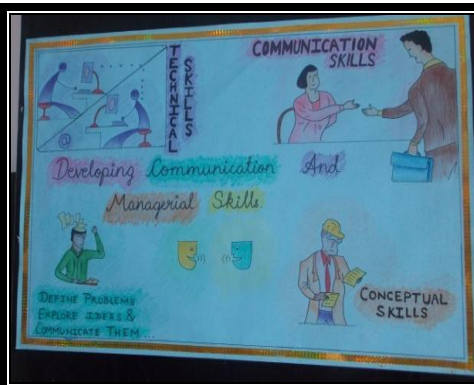 TECHNICAL
SKILLS
COMMUNICATION
SKILLS
@
Developing Communication And
Managerial Skills
DEFINE PROBLEMS
EXPLORE IDEAS &
COMMUNICATE THEM...
CONCEPTUAL
SKILLS